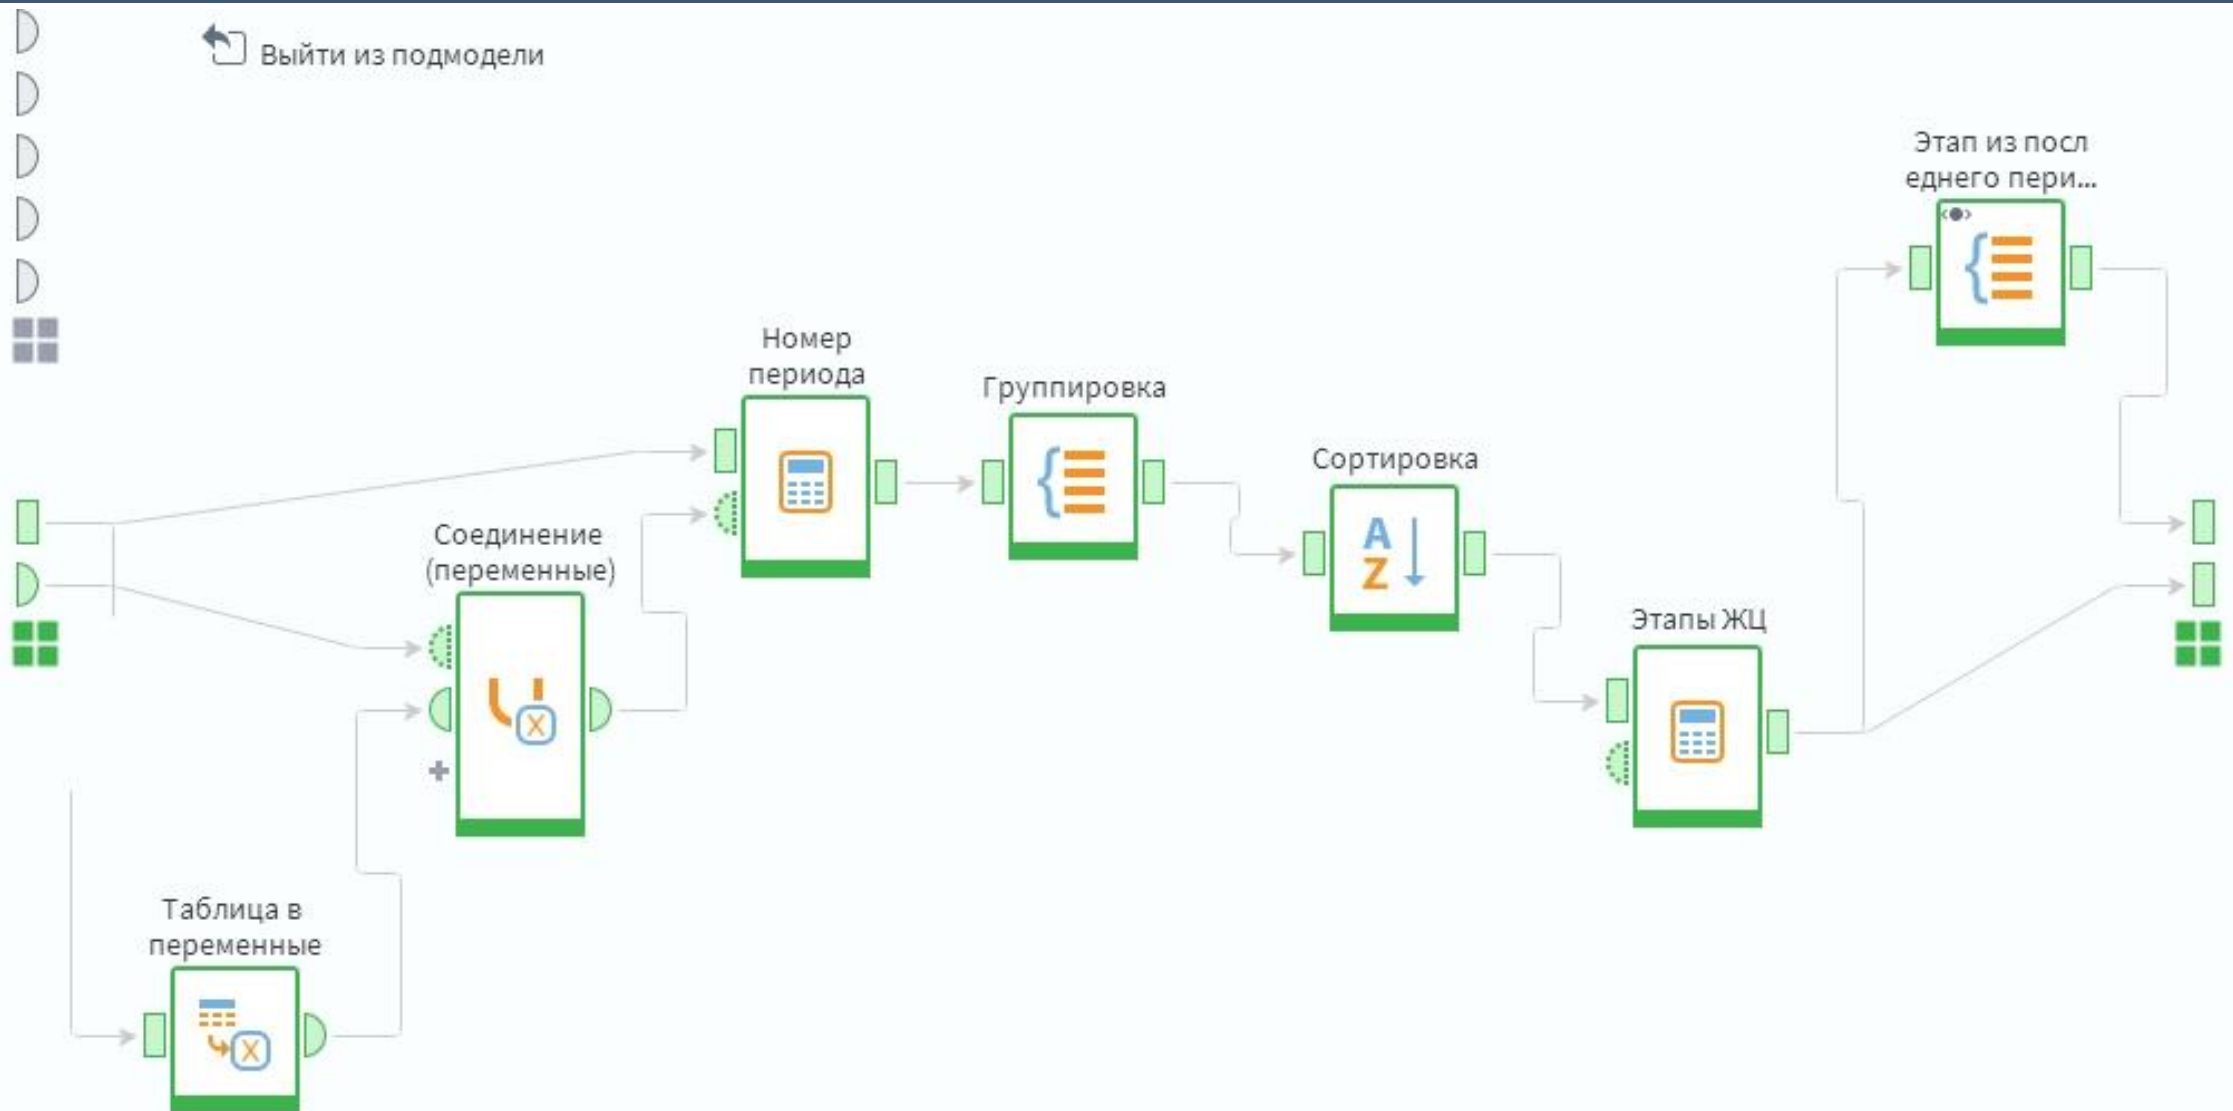 Выйти из подмодели
Этап из посл
еднего пери...
Номер
периода
Группировка
Сортировка
Соединение
(переменные)
Этапы ЖЦ
Таблица в
переменные